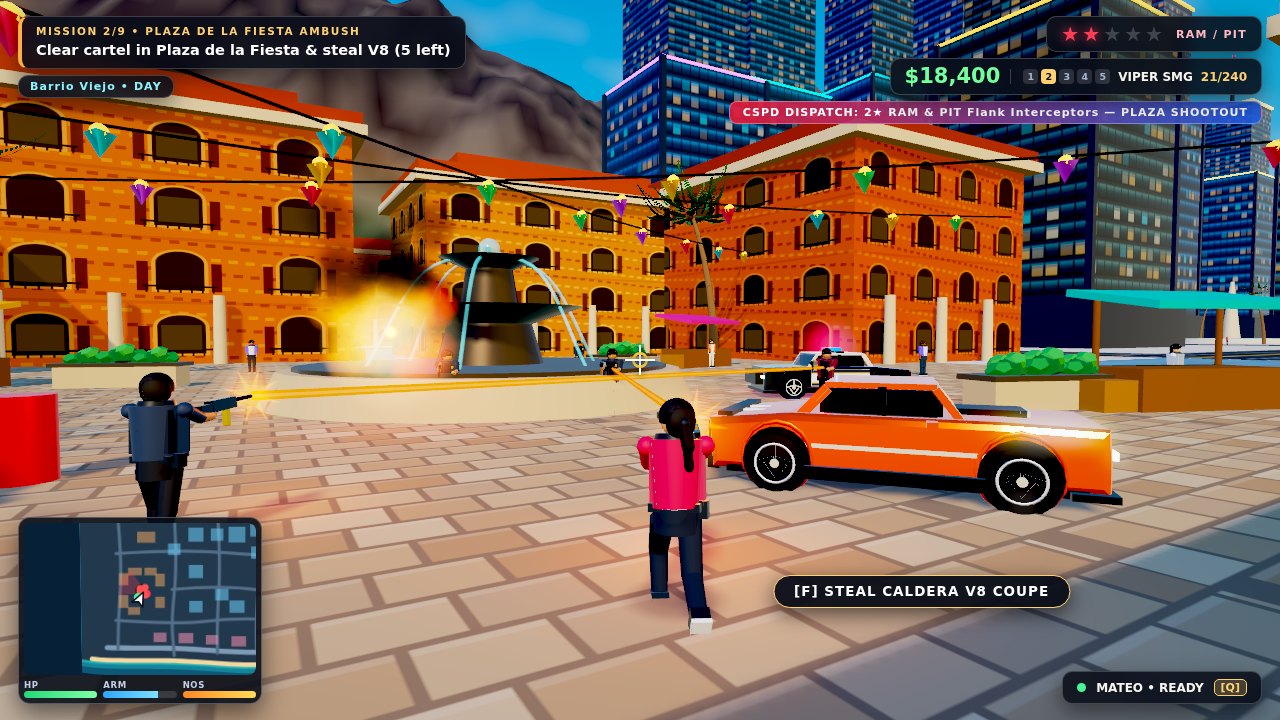 MISSION 2/9 • PLAZA DE LA FIESTA AMBUSH
Clear cartel in Plaza de la Fiesta & steal V8 (5 left)
Barrio Viejo • DAY
RAM / PIT
$18,400 1 2 3 4 5 VIPER SMG 21/240
CSPD DISPATCH: 2★ RAM & PIT Flank Interceptors — PLAZA SHOOTOUT
[F] STEAL CALDERA V8 COUPE
HP ARM NOS
MATEO • READY [Q]